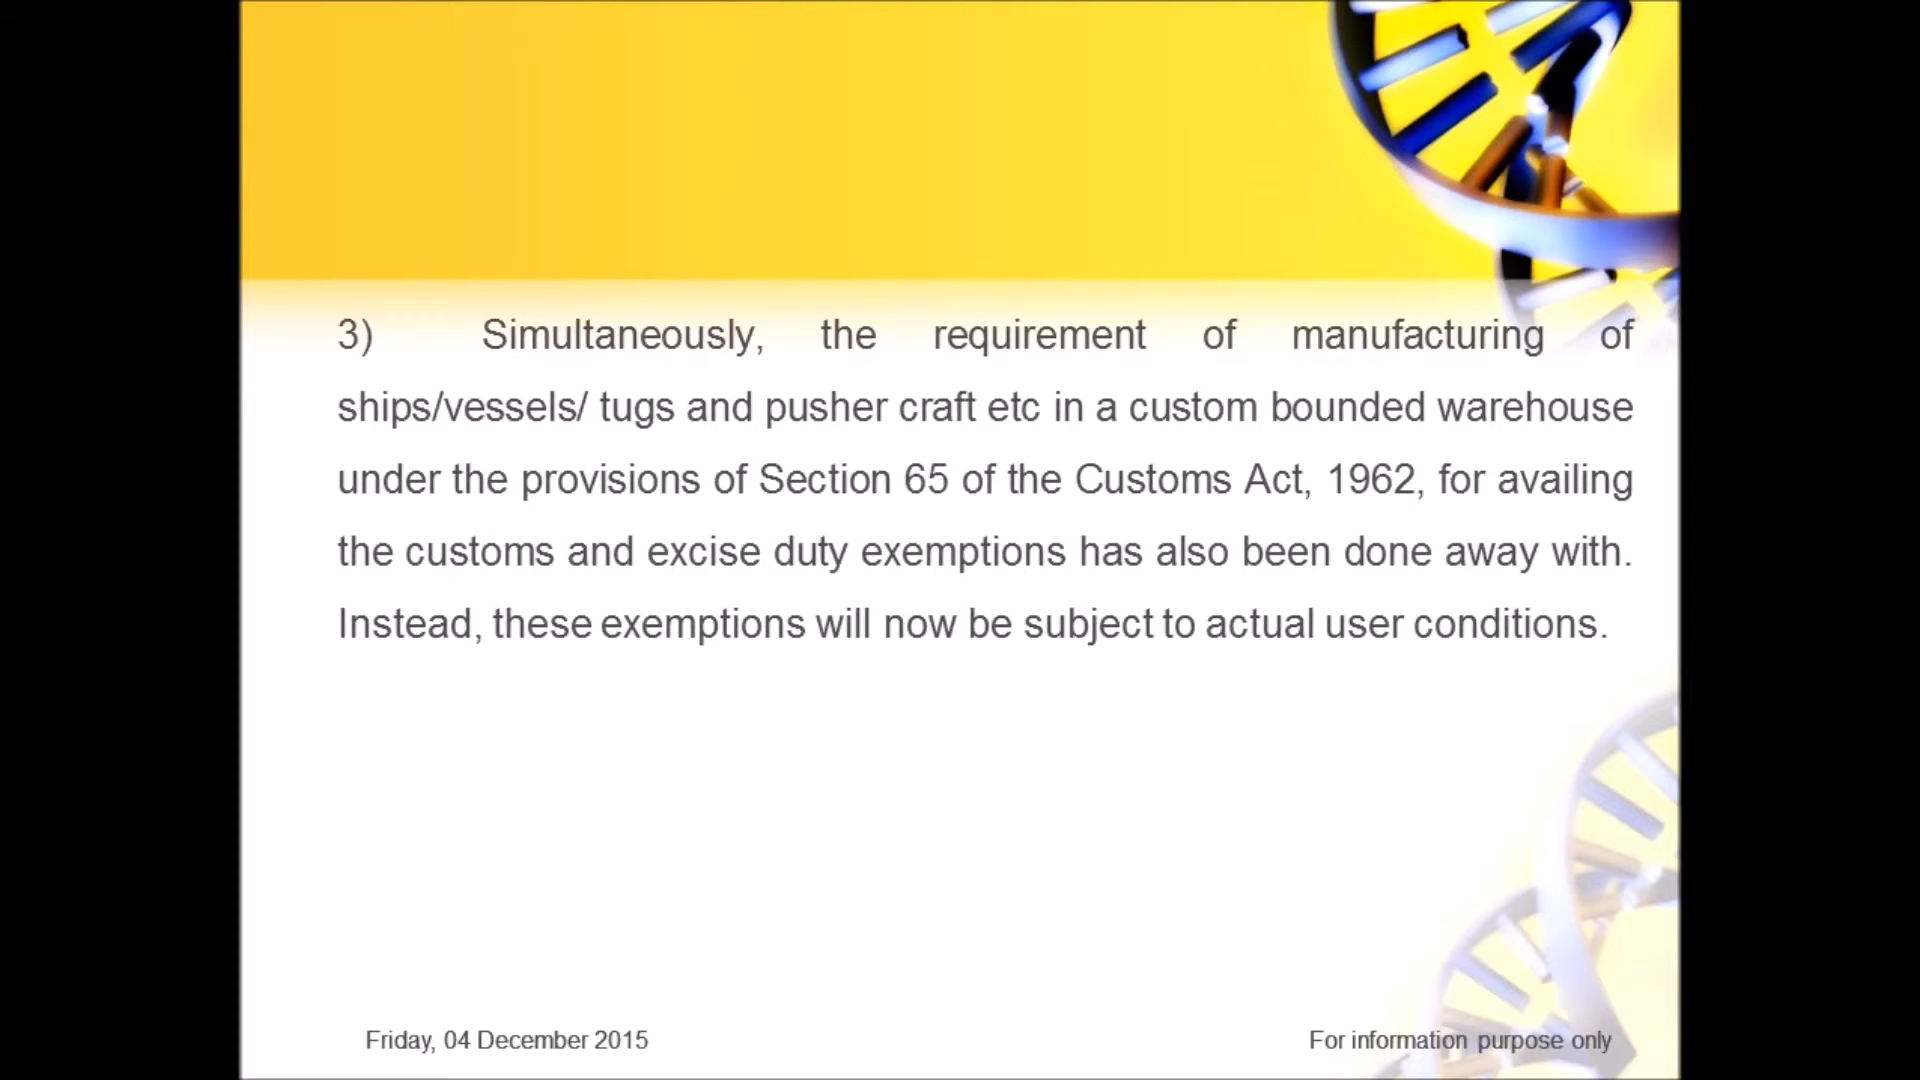 3) Simultaneously, the requirement of manufacturing of
ships/vessels/ tugs and pusher craft etc in a custom bounded warehouse
under the provisions of Section 65 of the Customs Act, 1962, for availing
the customs and excise duty exemptions has also been done away with.
Instead, these exemptions will now be subject to actual user conditions.
Friday, 04 December 2015
For information purpose only